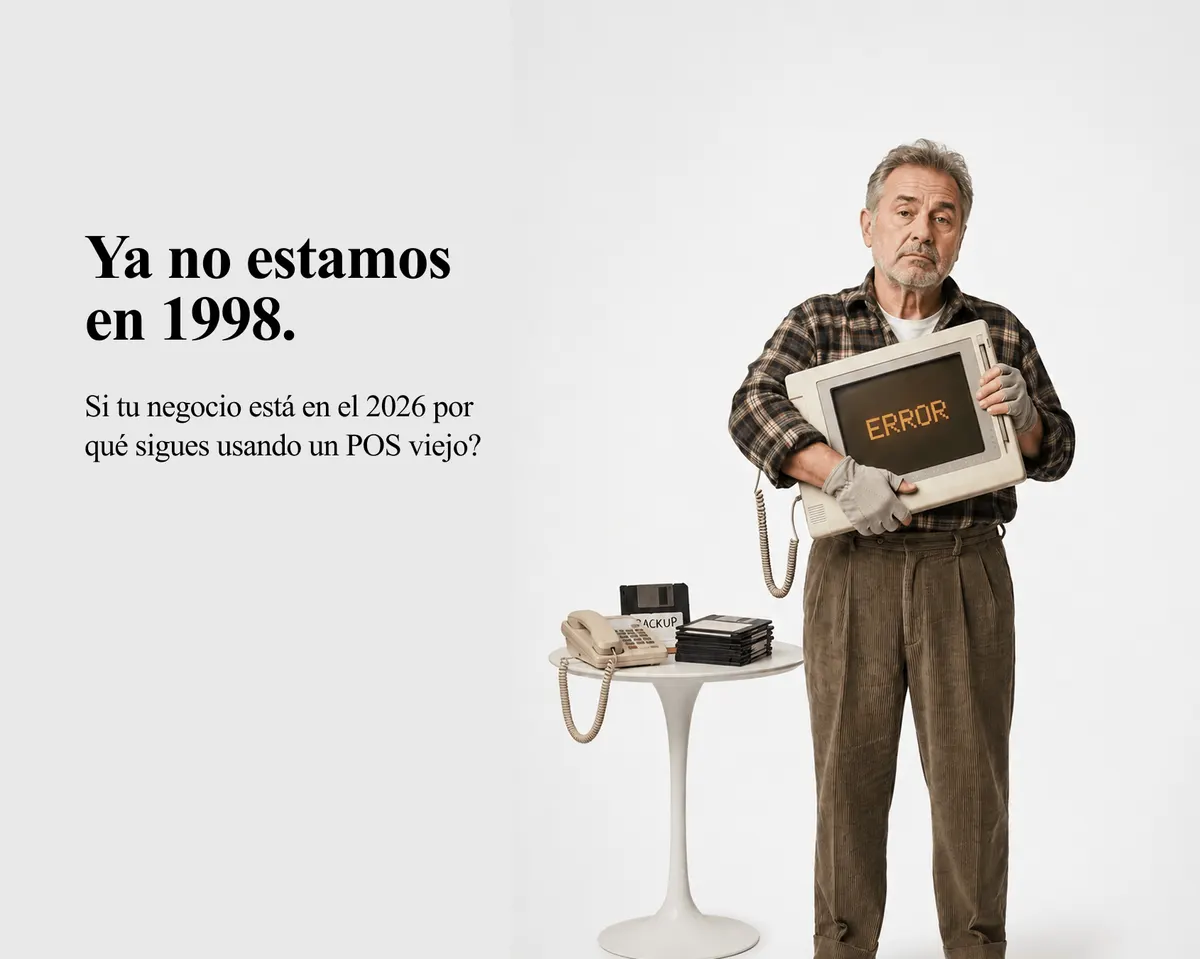 Ya no estamos
en 1998.
Si tu negocio está en el 2026 por
qué sigues usando un POS viejo?
ERROR
BACKUP